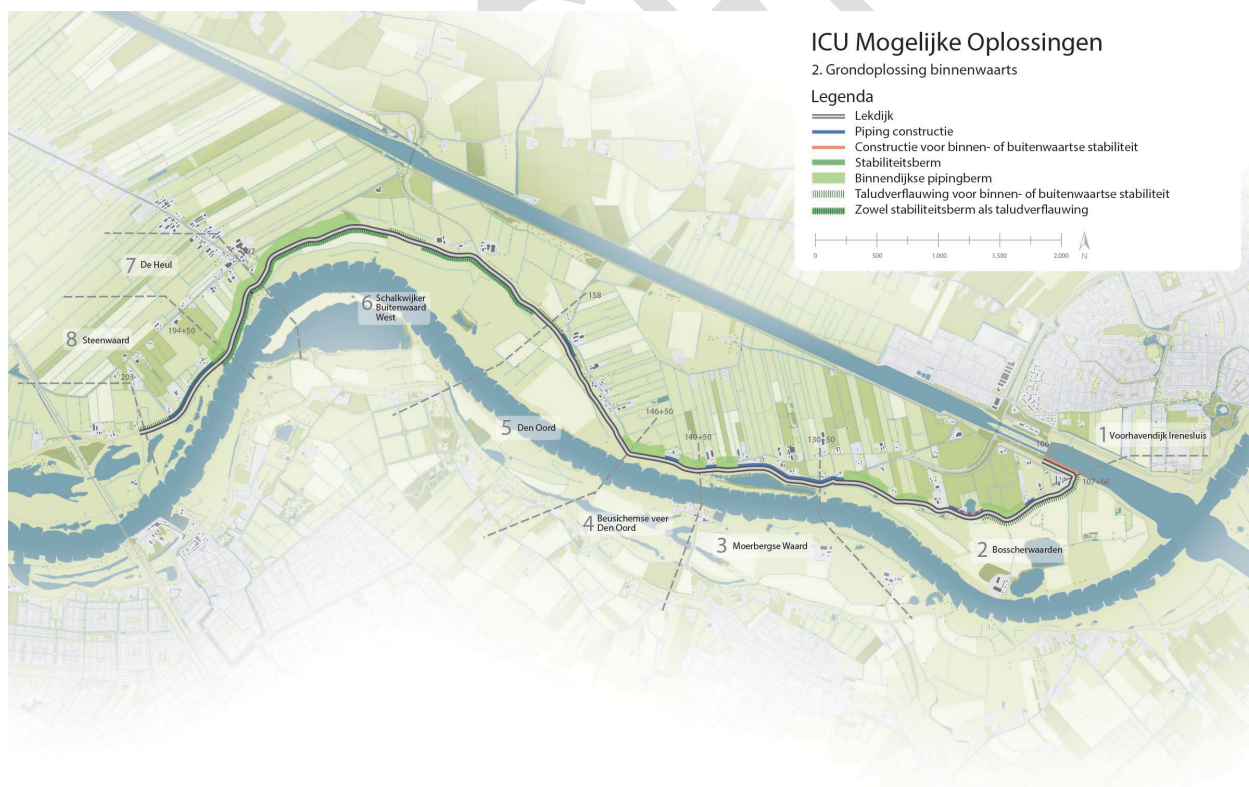 ICU Mogelijke Oplossingen
2. Grondoplossing binnenwaarts
Legenda
Lekdijk
Piping constructie
Constructie voor binnen- of buitenwaartse stabiliteit
Stabiliteitsberm
Binnendijkse pipingberm
Taludverflauwing voor binnen- of buitenwaartse stabiliteit
Zowel stabiliteitsberm als taludverflauwing
0 500 1.000 1.500 2.000
N
7 De Heul
6 Schalkwijker
Buitenwaard
West
158
194+50
8 Steenwaard
203
146+50
5 Den Oord
140+50
130+50
106
1 Voorhavendijk Irenesluis
107+60
4 Beusichemse veer
Den Oord
3 Moerbergse Waard
2 Bosscherwaarden